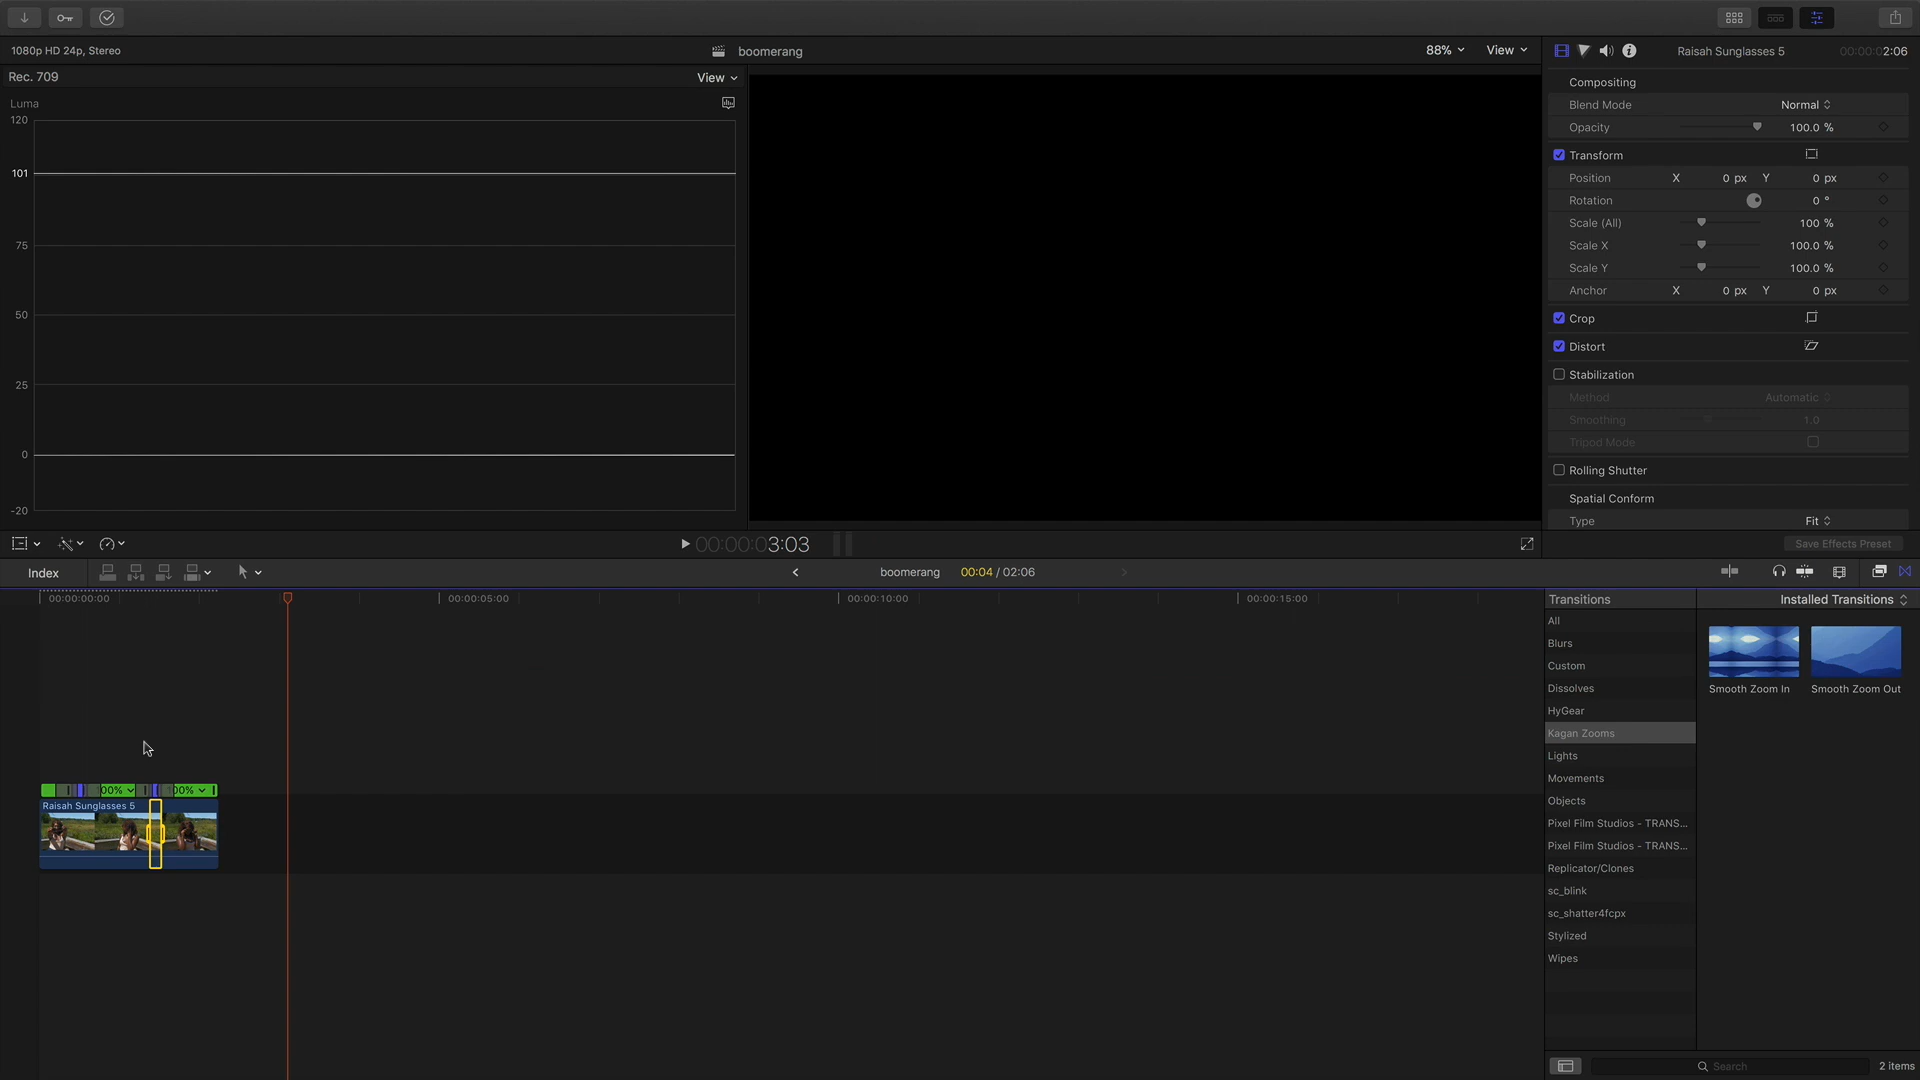 1080p HD 24p, Stereo
boomerang
88%
View
Raisah Sunglasses 5
00:00:02:06
Rec. 709
View
Luma
120
101
75
50
25
0
-20
Compositing
Blend Mode Normal
Opacity 100.0 %
Transform
Position X 0 px Y 0 px
Rotation 0 °
Scale (All) 100 %
Scale X 100.0 %
Scale Y 100.0 %
Anchor X 0 px Y 0 px
Crop
Distort
Stabilization
Method Automatic
Smoothing 1.0
Tripod Mode
Rolling Shutter
Spatial Conform
Type Fit
00:00:03:03
Save Effects Preset
Index
boomerang 00:04 / 02:06
00:00:00:00
00:00:05:00
00:00:10:00
00:00:15:00
00% 00%
Raisah Sunglasses 5
Transitions
Installed Transitions
All
Blurs
Custom
Dissolves
HyGear
Kagan Zooms
Lights
Movements
Objects
Pixel Film Studios - TRANS...
Pixel Film Studios - TRANS...
Replicator/Clones
sc_blink
sc_shatter4fcpx
Stylized
Wipes
Smooth Zoom In
Smooth Zoom Out
Search
2 items